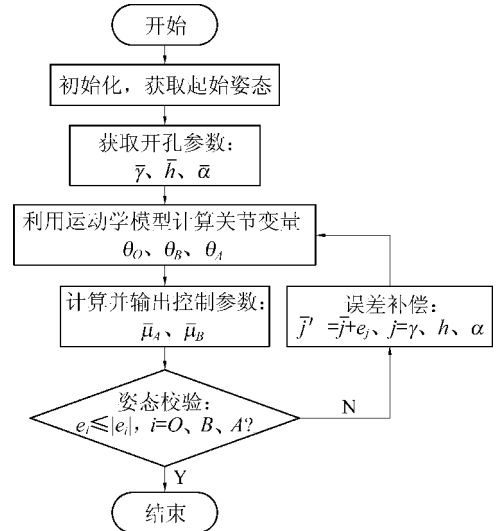 开始
初始化，获取起始姿态
获取开孔参数：
γ̄、h̄、ᾱ
利用运动学模型计算关节变量
θ_O、θ_B、θ_A
计算并输出控制参数：
μ̄_A、μ̄_B
误差补偿：
j̄′ =j̄+e_j, j=γ、h、α
姿态校验：
e_i≤|e_i|, i=O、B、A?
N
Y
结束